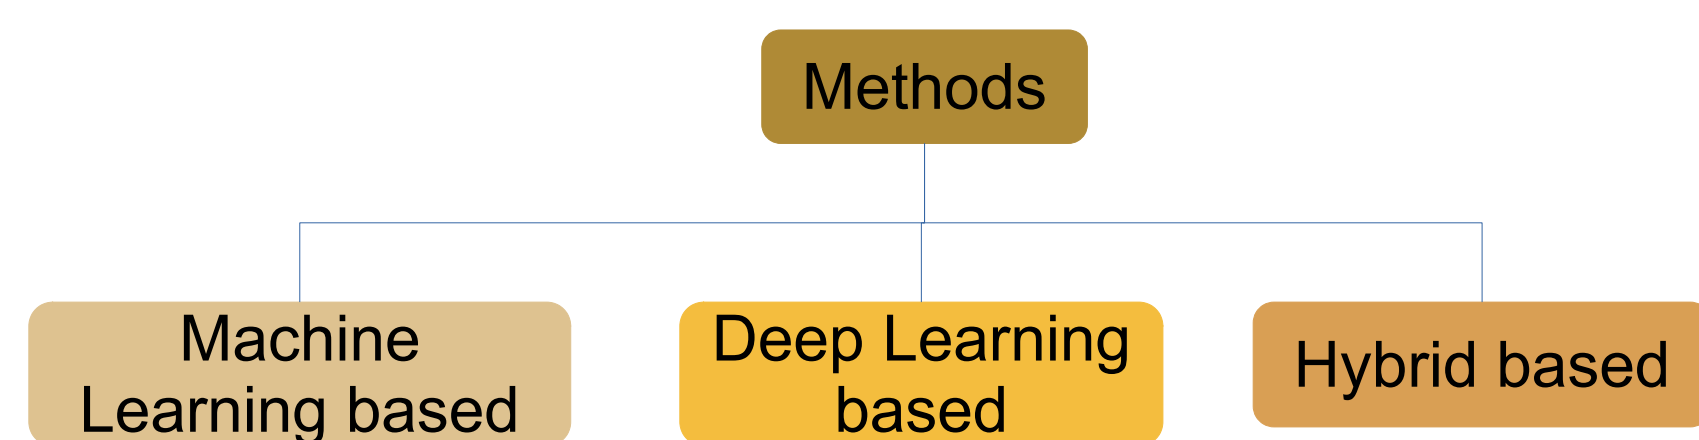 Methods
Machine
Learning based
Deep Learning
based
Hybrid based